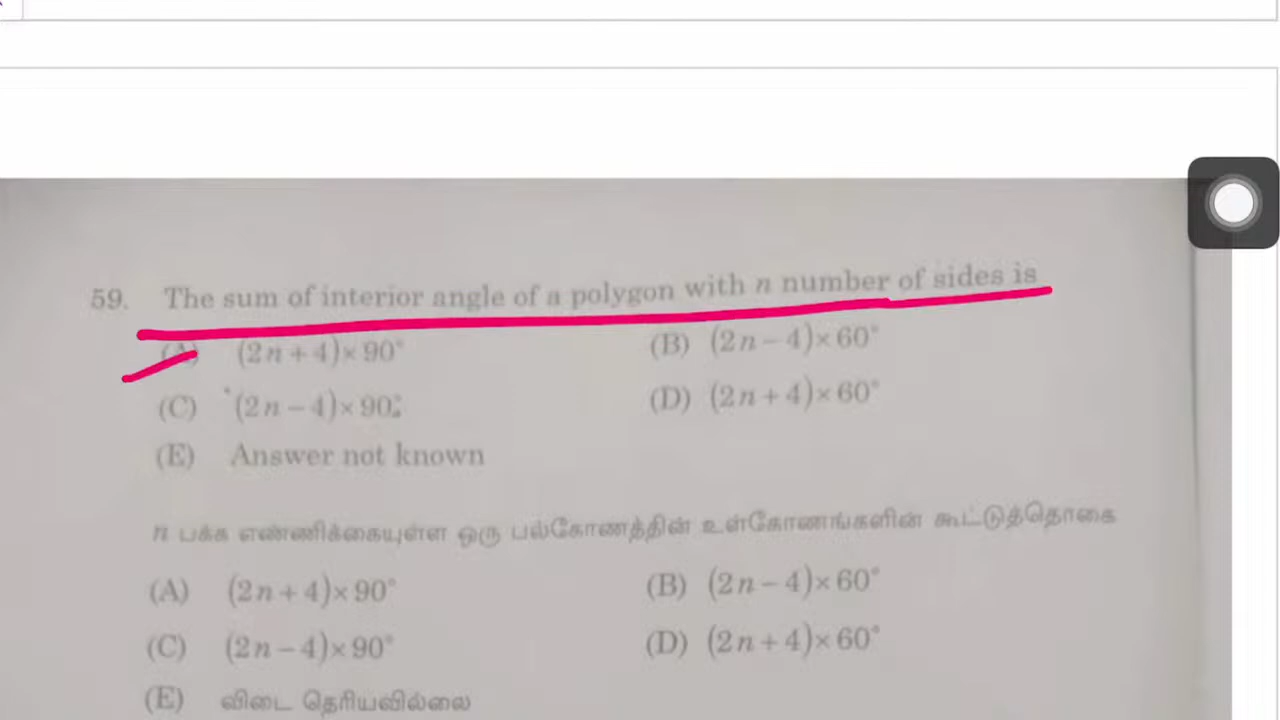 59. The sum of interior angle of a polygon with n number of sides is
(A) (2n + 4) × 90° (B) (2n − 4) × 60°
(C) (2n − 4) × 90° (D) (2n + 4) × 60°
(E) Answer not known
n பக்க எண்ணிக்கையுள்ள ஒரு பல்கோணத்தின் உள்கோணங்களின் கூட்டுத்தொகை
(A) (2n + 4) × 90° (B) (2n − 4) × 60°
(C) (2n − 4) × 90° (D) (2n + 4) × 60°
(E) விடை தெரியவில்லை